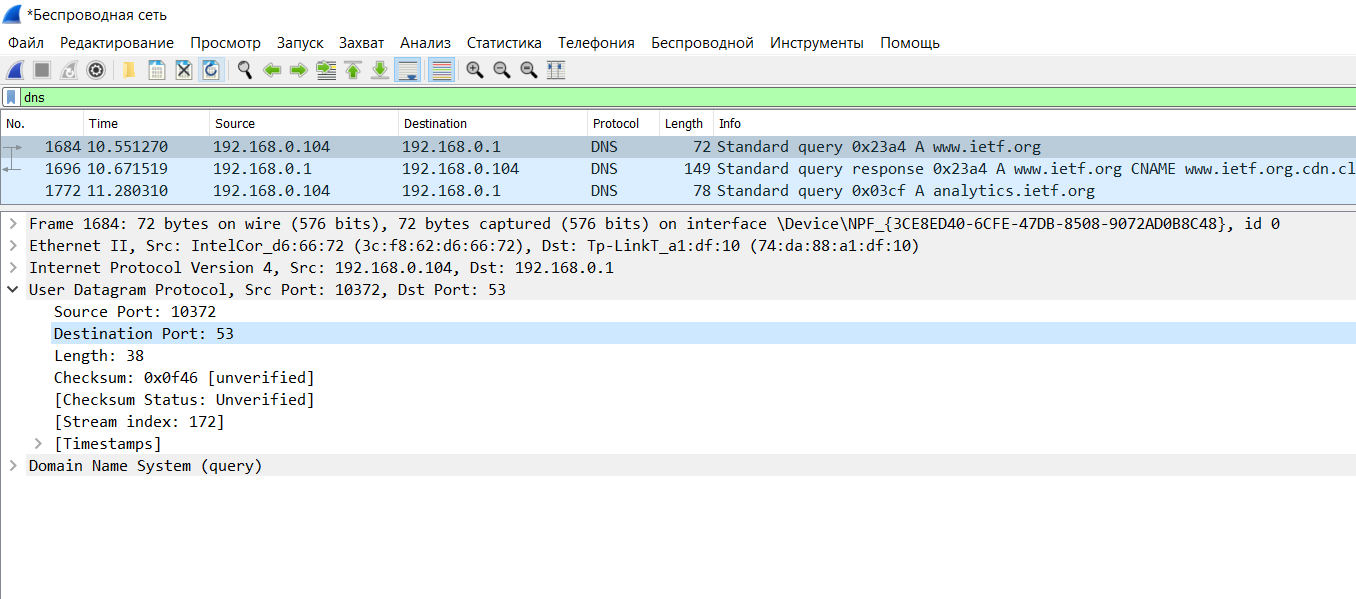 *Беспроводная сеть
Файл Редактирование Просмотр Запуск Захват Анализ Статистика Телефония Беспроводной Инструменты Помощь
dns
No. Time Source Destination Protocol Length Info
1684 10.551270 192.168.0.104 192.168.0.1 DNS 72 Standard query 0x23a4 A www.ietf.org
1696 10.671519 192.168.0.1 192.168.0.104 DNS 149 Standard query response 0x23a4 A www.ietf.org CNAME www.ietf.org.cdn.cl
1772 11.280310 192.168.0.104 192.168.0.1 DNS 78 Standard query 0x03cf A analytics.ietf.org
Frame 1684: 72 bytes on wire (576 bits), 72 bytes captured (576 bits) on interface \Device\NPF_{3CE8ED40-6CFE-47DB-8508-9072AD0B8C48}, id 0
Ethernet II, Src: IntelCor_d6:66:72 (3c:f8:62:d6:66:72), Dst: Tp-LinkT_a1:df:10 (74:da:88:a1:df:10)
Internet Protocol Version 4, Src: 192.168.0.104, Dst: 192.168.0.1
User Datagram Protocol, Src Port: 10372, Dst Port: 53
Source Port: 10372
Destination Port: 53
Length: 38
Checksum: 0x0f46 [unverified]
[Checksum Status: Unverified]
[Stream index: 172]
[Timestamps]
Domain Name System (query)